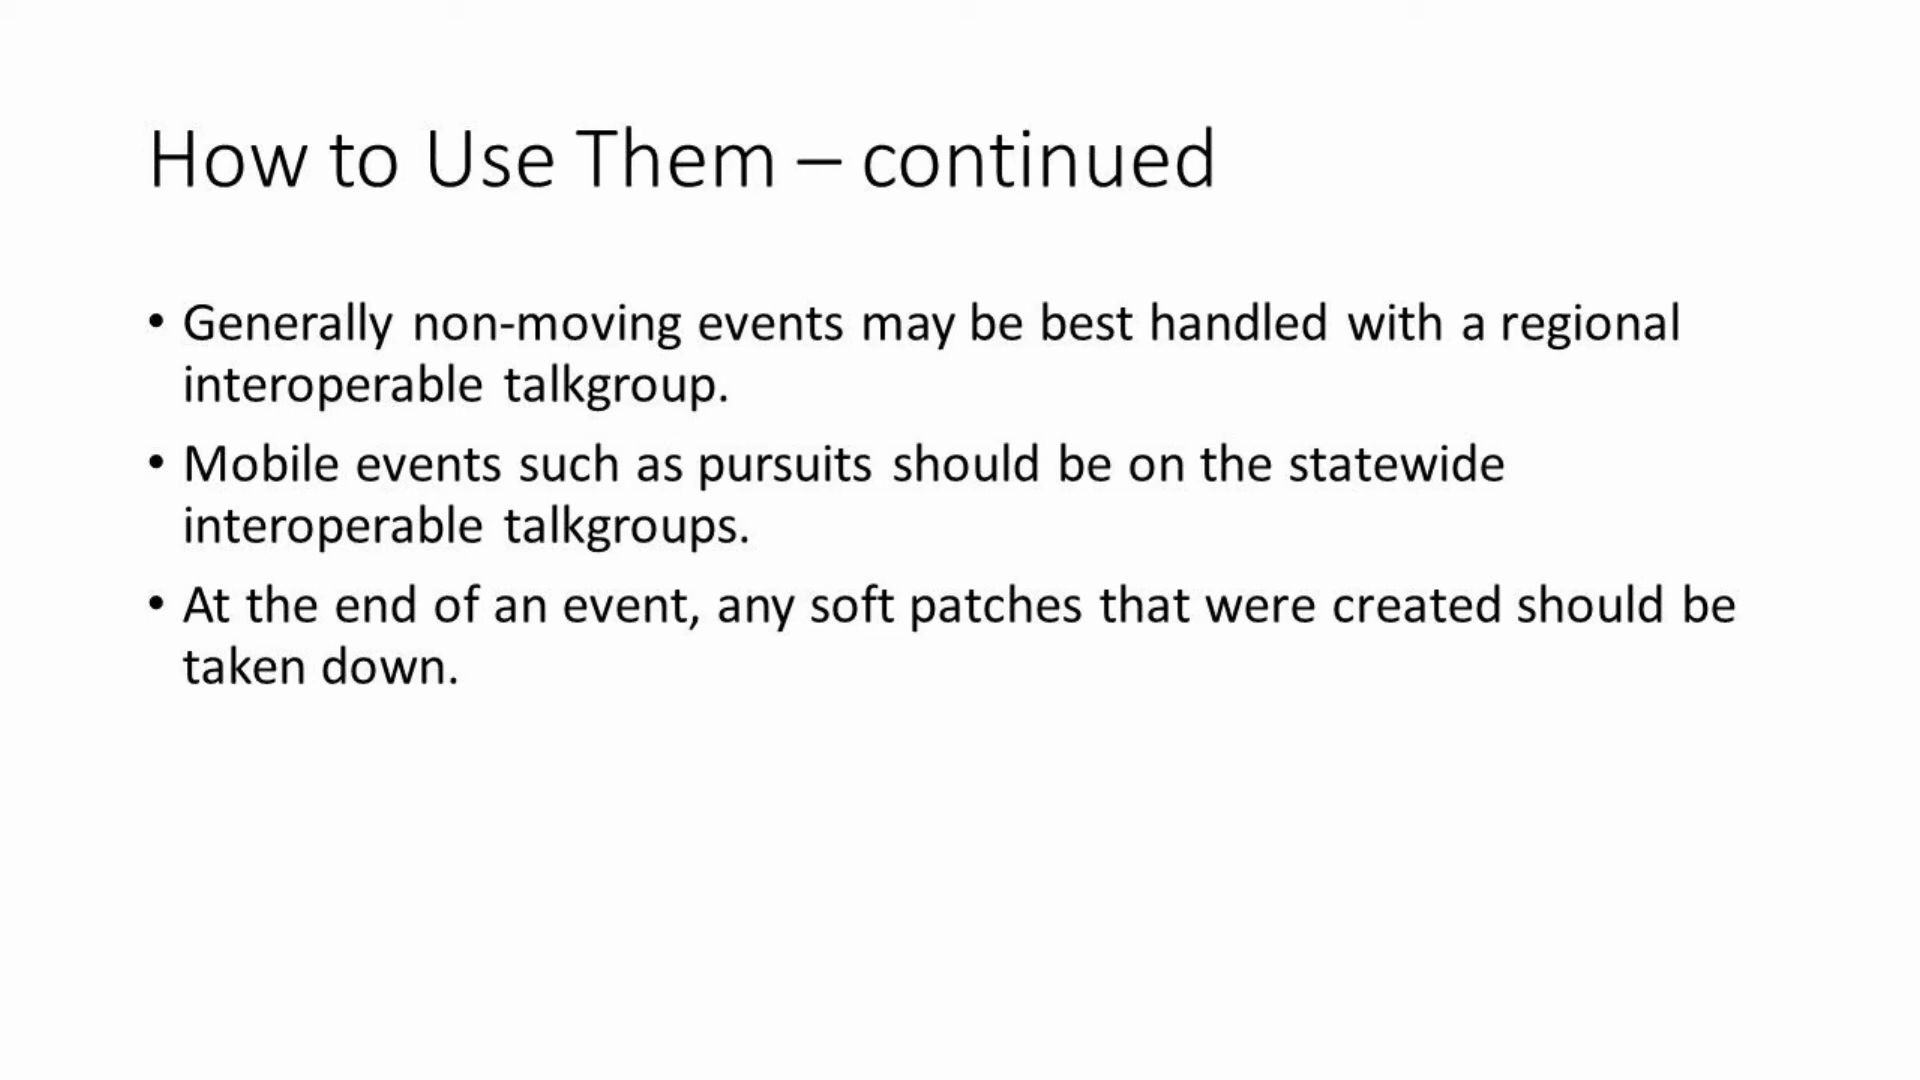 How to Use Them – continued
• Generally non-moving events may be best handled with a regional
interoperable talkgroup.
• Mobile events such as pursuits should be on the statewide
interoperable talkgroups.
• At the end of an event, any soft patches that were created should be
taken down.